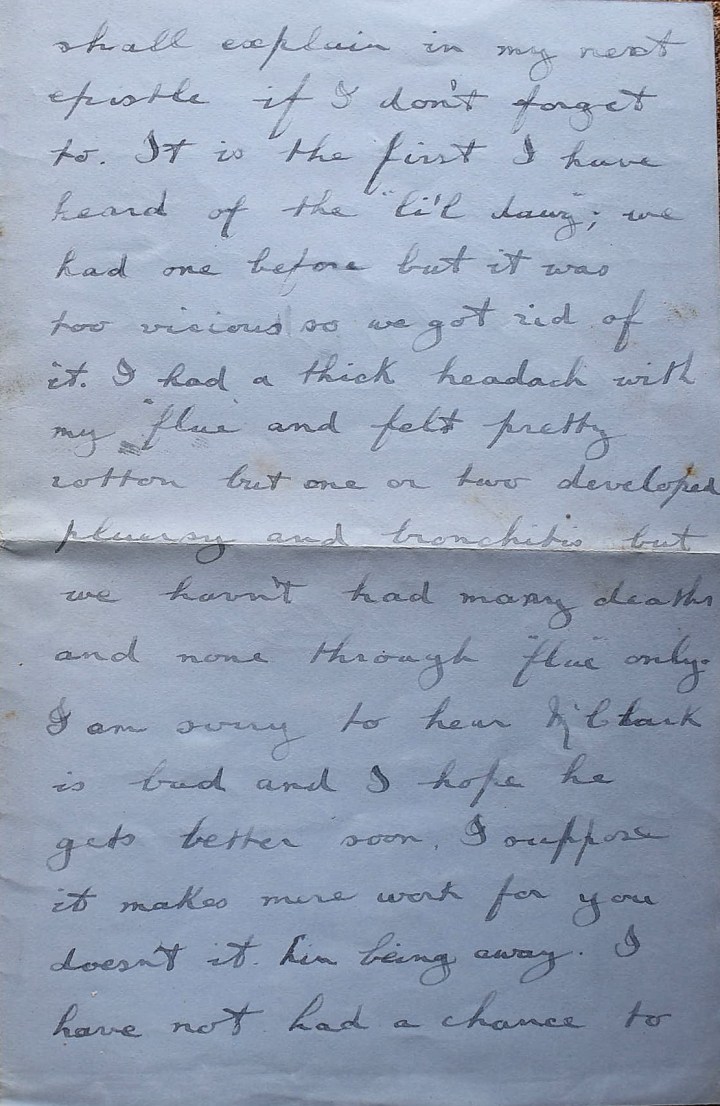 shall explain in my next
epistle if I don't forget
to. It is the first I have
heard of the "li'l dawg"; we
had one before but it was
too vicious so we got rid of
it. I had a thick headach with
my "flue" and felt pretty
rotton but one or two developed
pluersy and bronchitis but
we havn't had many deaths
and none through "flue" only.
I am sorry to hear Clark
is bad and I hope he
gets better soon, I suppose
it makes more work for you
doesn't it him being away. I
have not had a chance to